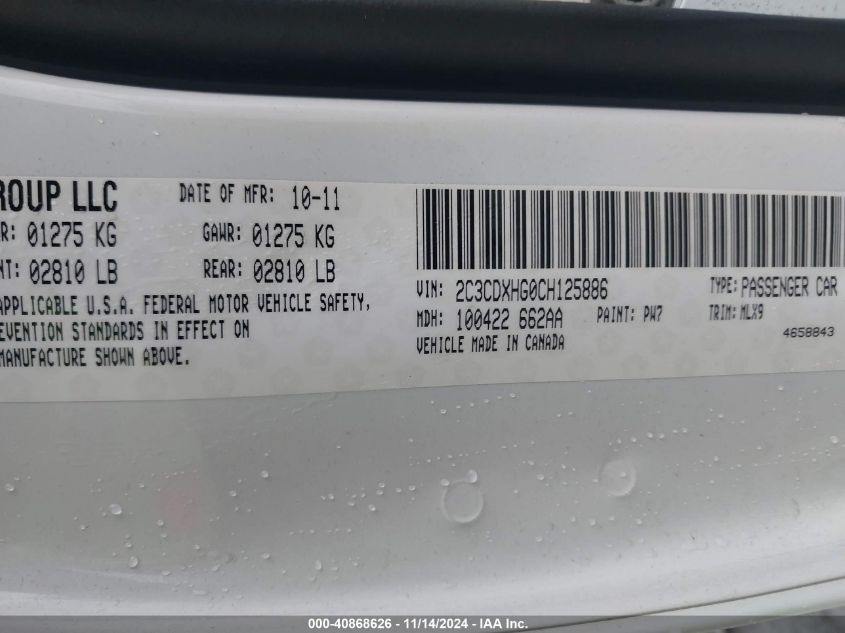 ROUP LLC DATE OF MFR: 10-11
R: 01275 KG GAWR: 01275 KG
NT: 02810 LB REAR: 02810 LB
APPLICABLE U.S.A. FEDERAL MOTOR VEHICLE SAFETY,
EVENTION STANDARDS IN EFFECT ON
MANUFACTURE SHOWN ABOVE.
VIN: 2C3CDXHG0CH125886 TYPE: PASSENGER CAR
MDH: 100422 662AA PAINT: PW7 TRIM: MLX9
VEHICLE MADE IN CANADA 4658843
000-40868626 - 11/14/2024 - IAA Inc.